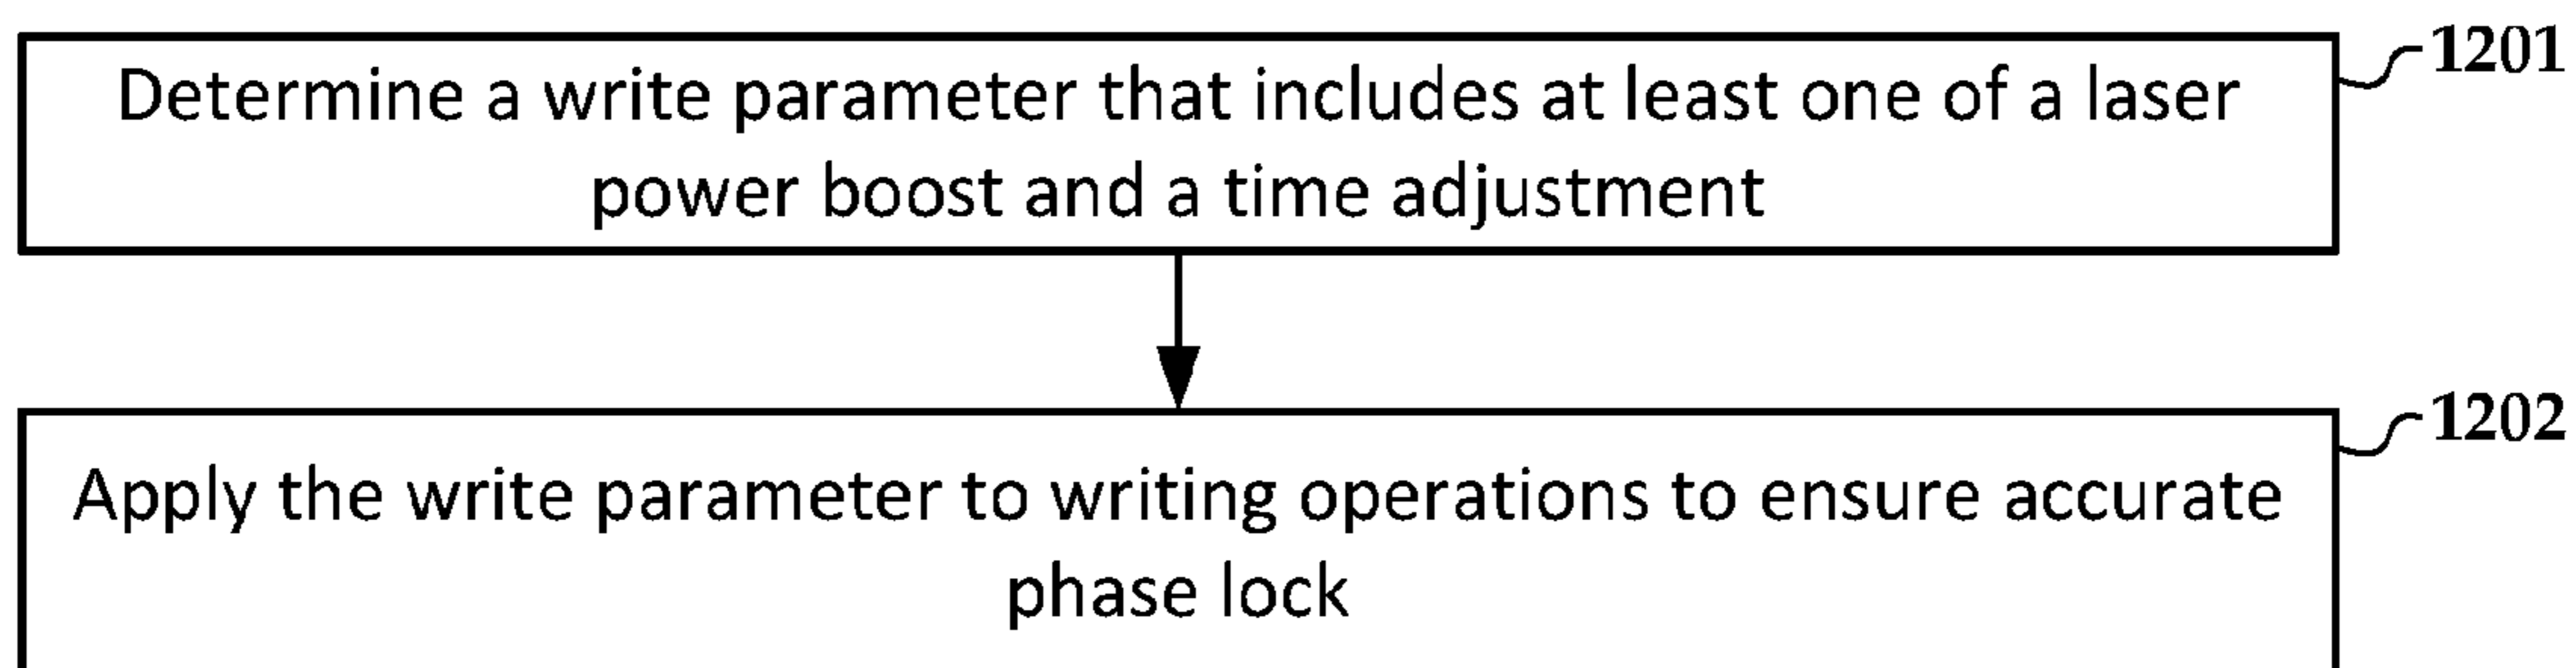 Determine a write parameter that includes at least one of a laser
power boost and a time adjustment
1201
Apply the write parameter to writing operations to ensure accurate
phase lock
1202